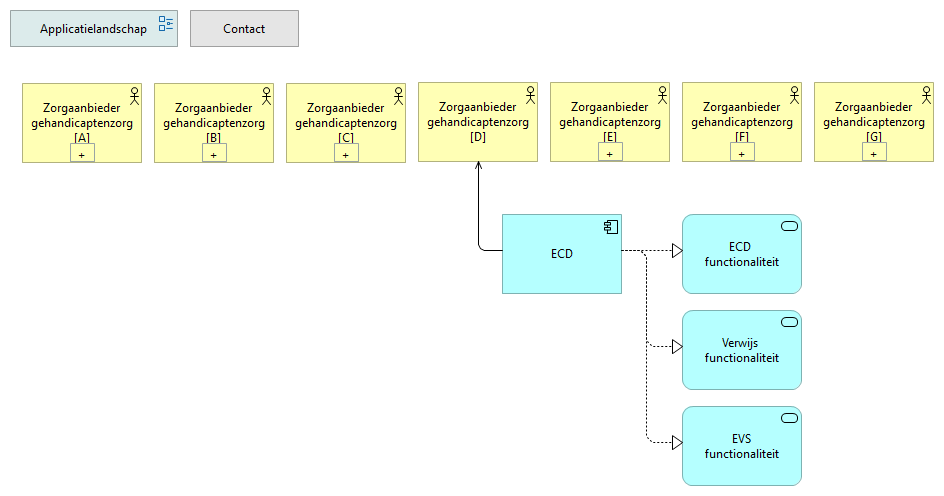 Applicatielandschap
Contact
Zorgaanbieder
gehandicaptenzorg
[A]
+
Zorgaanbieder
gehandicaptenzorg
[B]
+
Zorgaanbieder
gehandicaptenzorg
[C]
+
Zorgaanbieder
gehandicaptenzorg
[D]
Zorgaanbieder
gehandicaptenzorg
[E]
+
Zorgaanbieder
gehandicaptenzorg
[F]
+
Zorgaanbieder
gehandicaptenzorg
[G]
+
ECD
ECD
functionaliteit
Verwijs
functionaliteit
EVS
functionaliteit